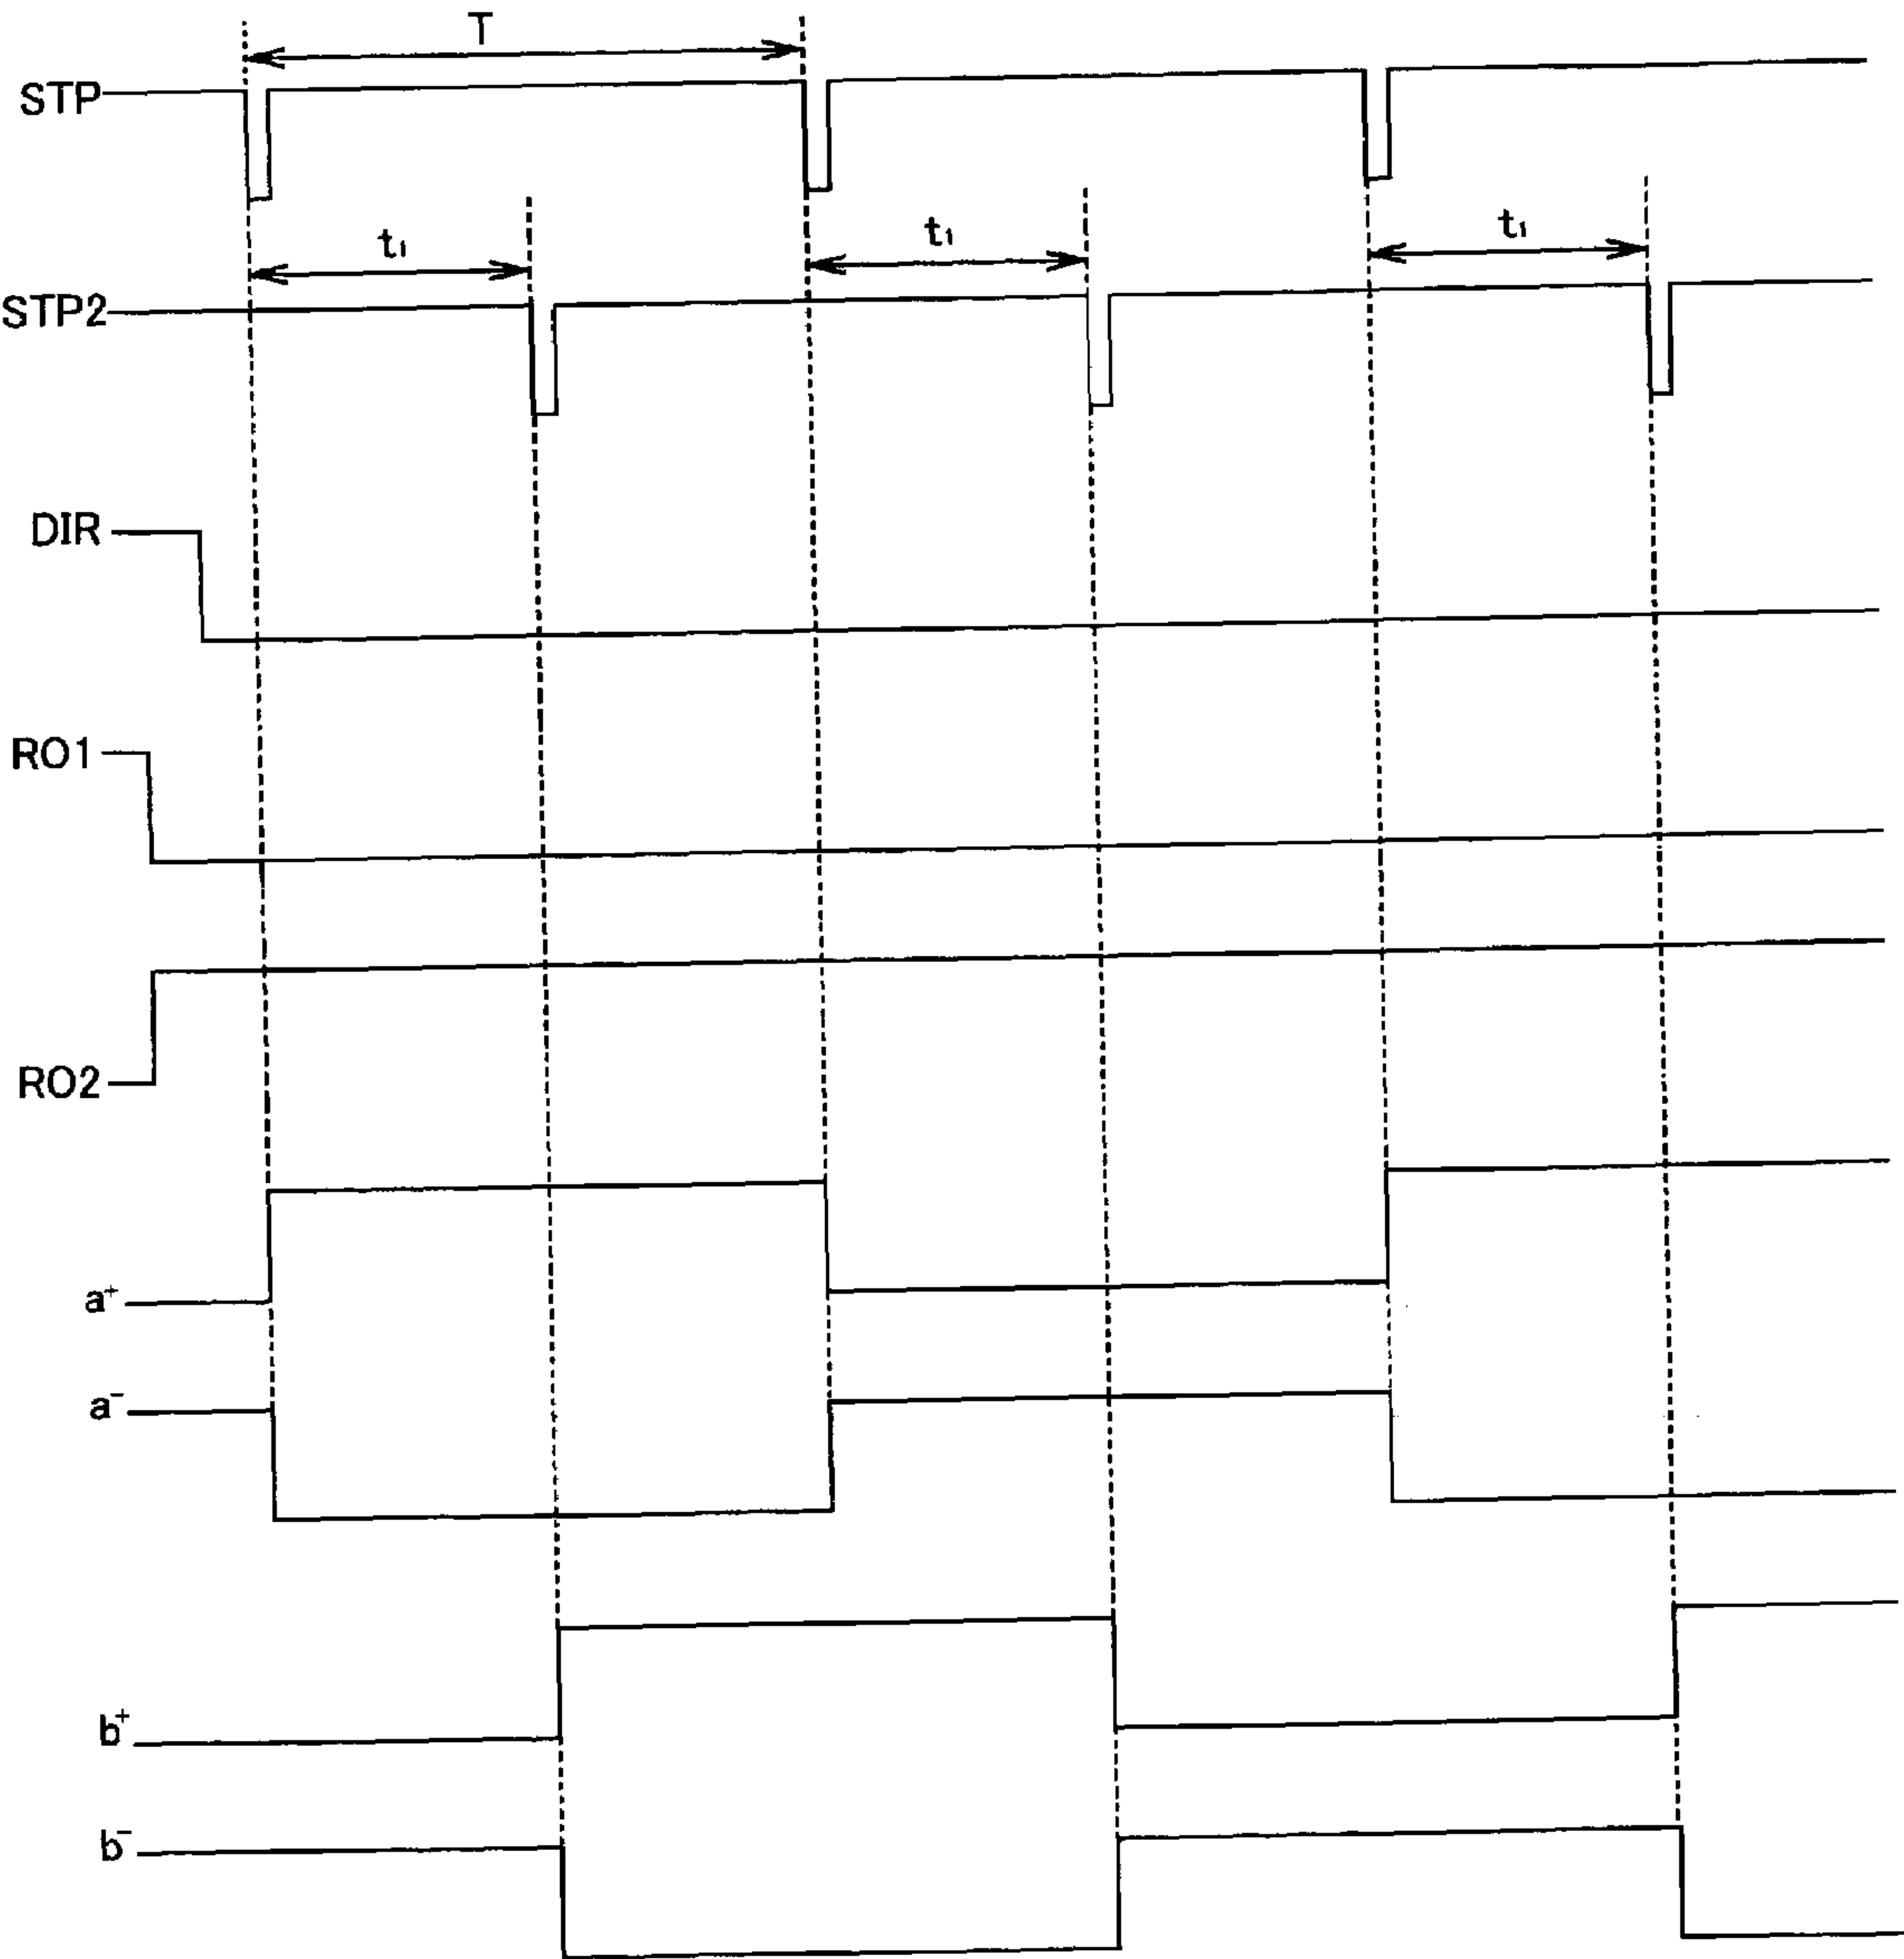 T
STP
t₁ t₁ t₁
STP2
DIR
RO1
RO2
a⁺
a⁻
b⁺
b⁻